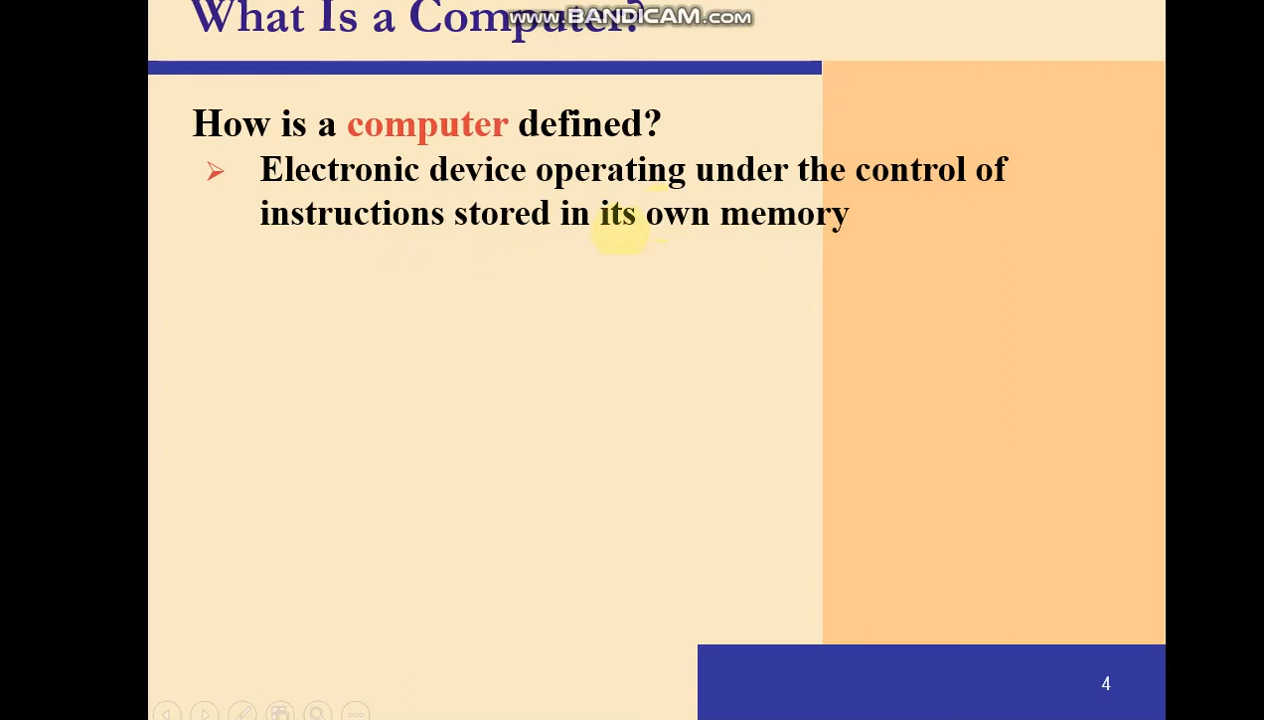 What Is a Computer?
www.BANDICAM.com
How is a computer defined?
Electronic device operating under the control of
instructions stored in its own memory
4